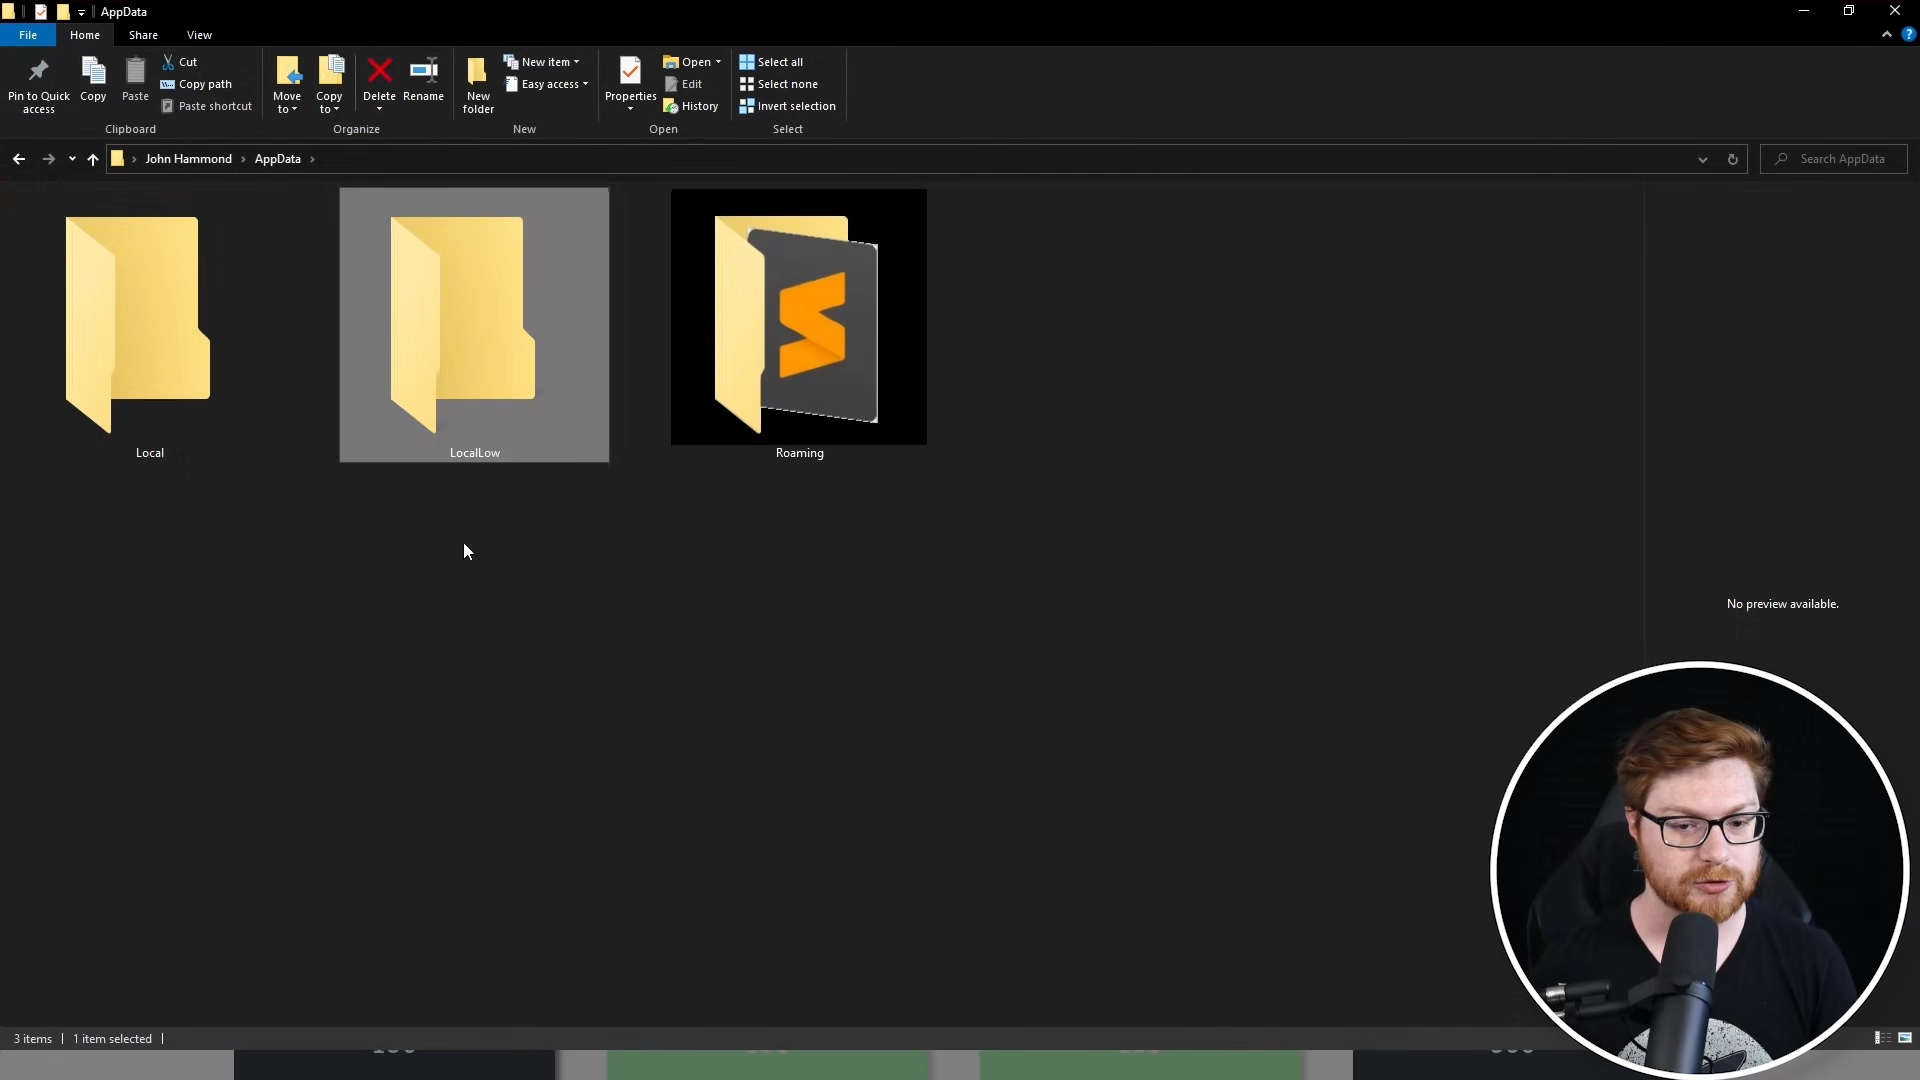 AppData
File Home Share View
Pin to Quick access
Copy
Paste
Cut
Copy path
Paste shortcut
Clipboard
Move to
Copy to
Delete
Rename
Organize
New folder
New item
Easy access
New
Properties
Open
Edit
History
Open
Select all
Select none
Invert selection
Select
John Hammond > AppData >
Search AppData
Local
LocalLow
Roaming
No preview available.
3 items | 1 item selected |